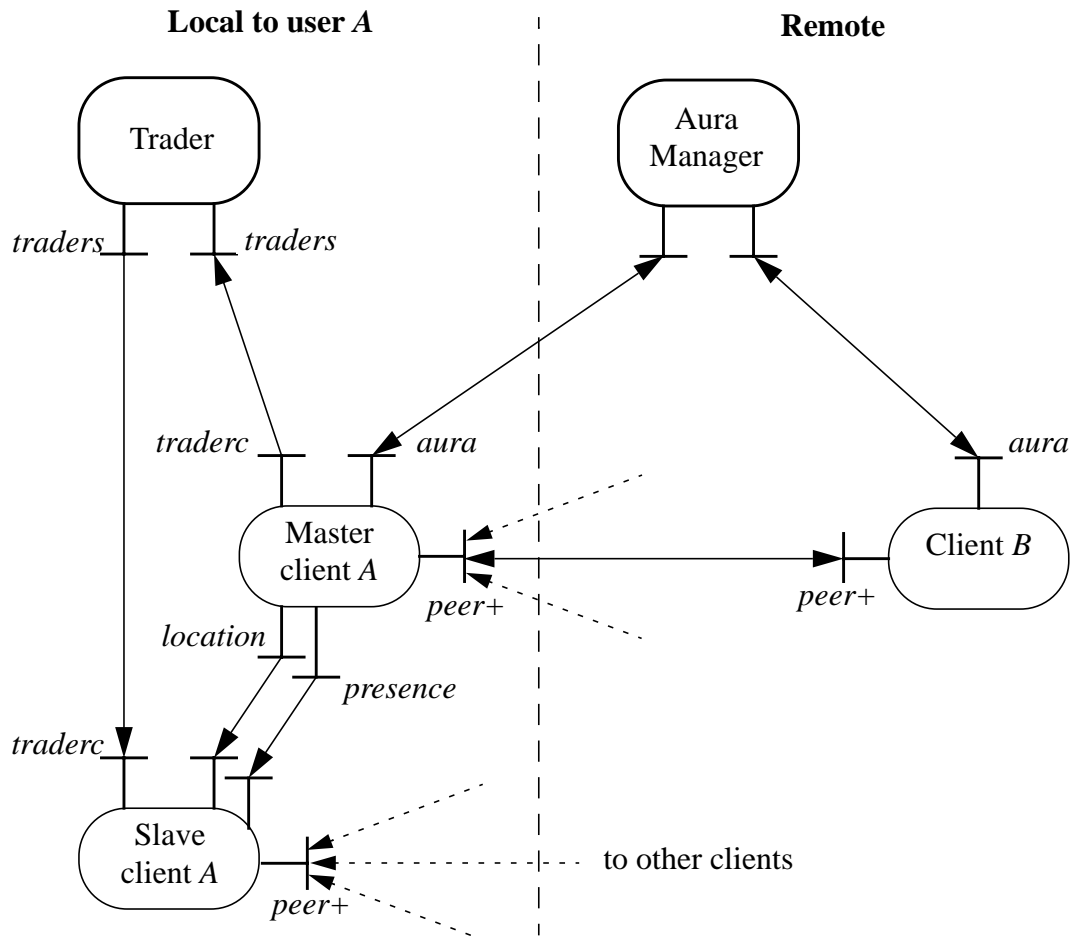 Local to user A
Remote
Trader
Aura
Manager
traders
traders
traderc
aura
aura
Master
client A
Client B
peer+
peer+
location
presence
traderc
Slave
client A
to other clients
peer+